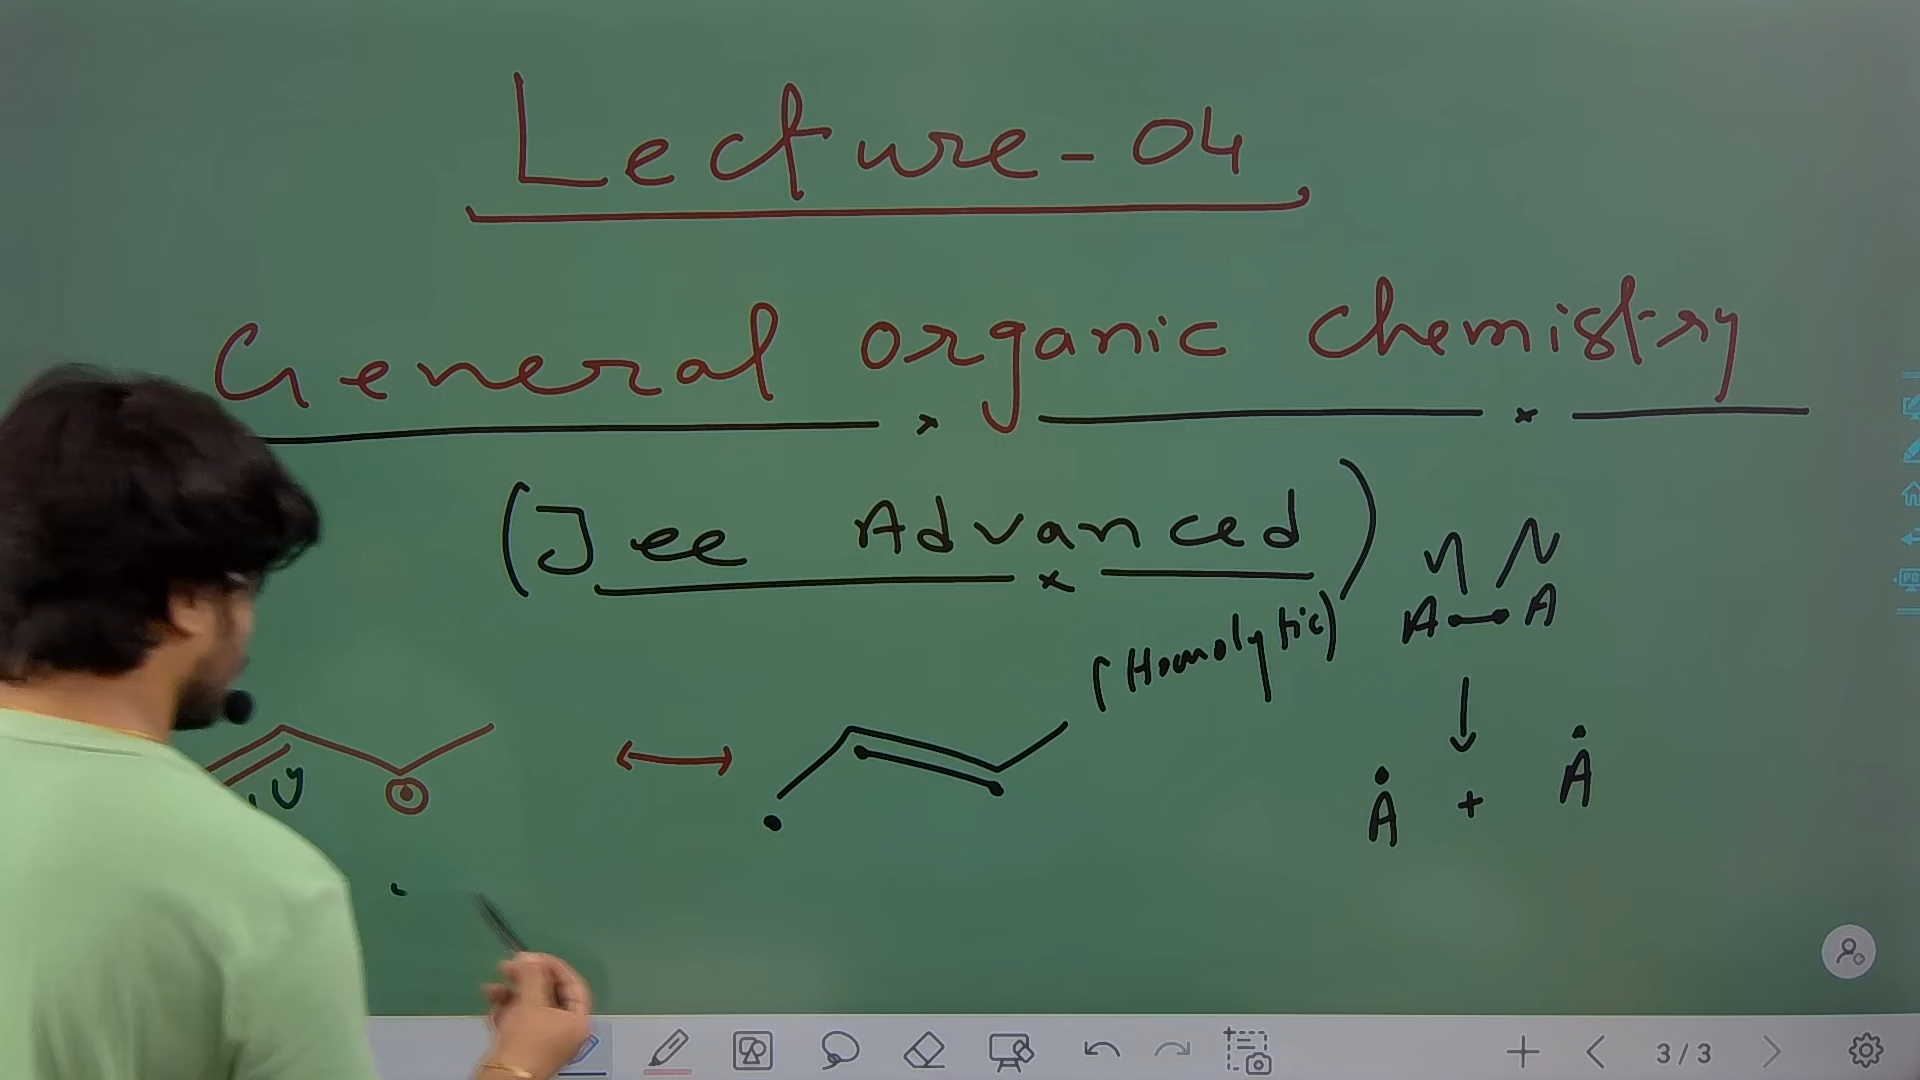 Lecture-04
General organic chemistry
(Jee Advanced)
(Homolytic)
A A
A + A
3/3